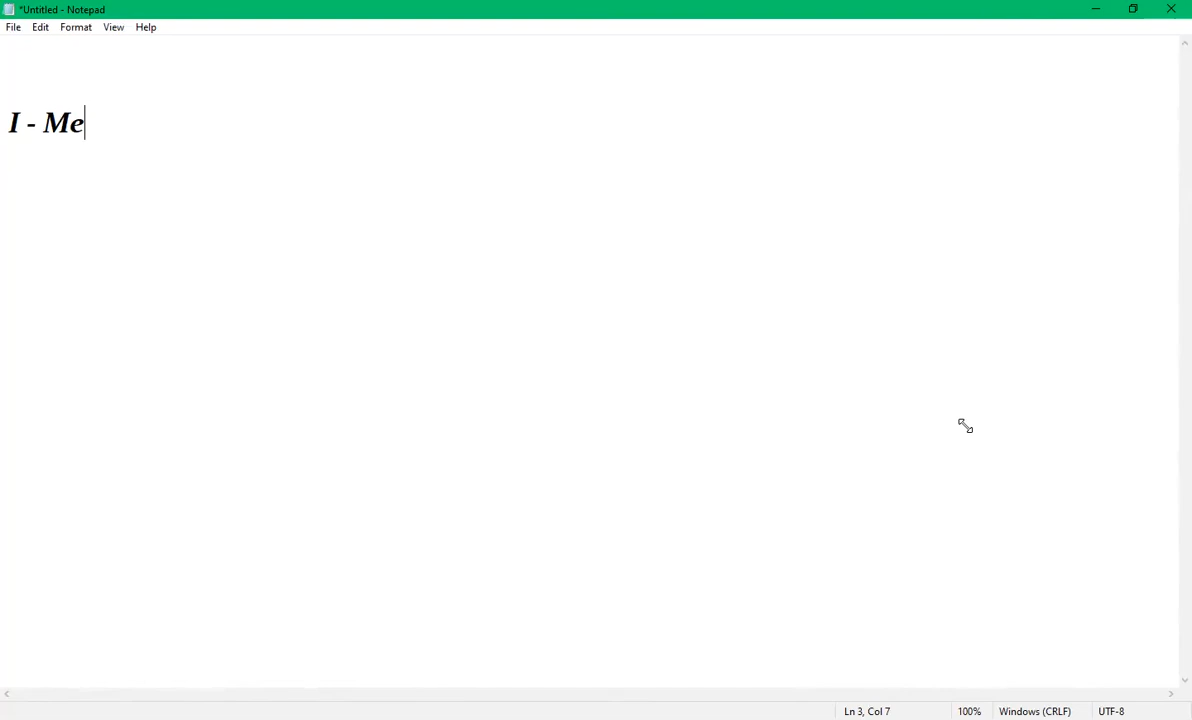 *Untitled - Notepad
File Edit Format View Help
I - Me
Ln 3, Col 7 100% Windows (CRLF) UTF-8